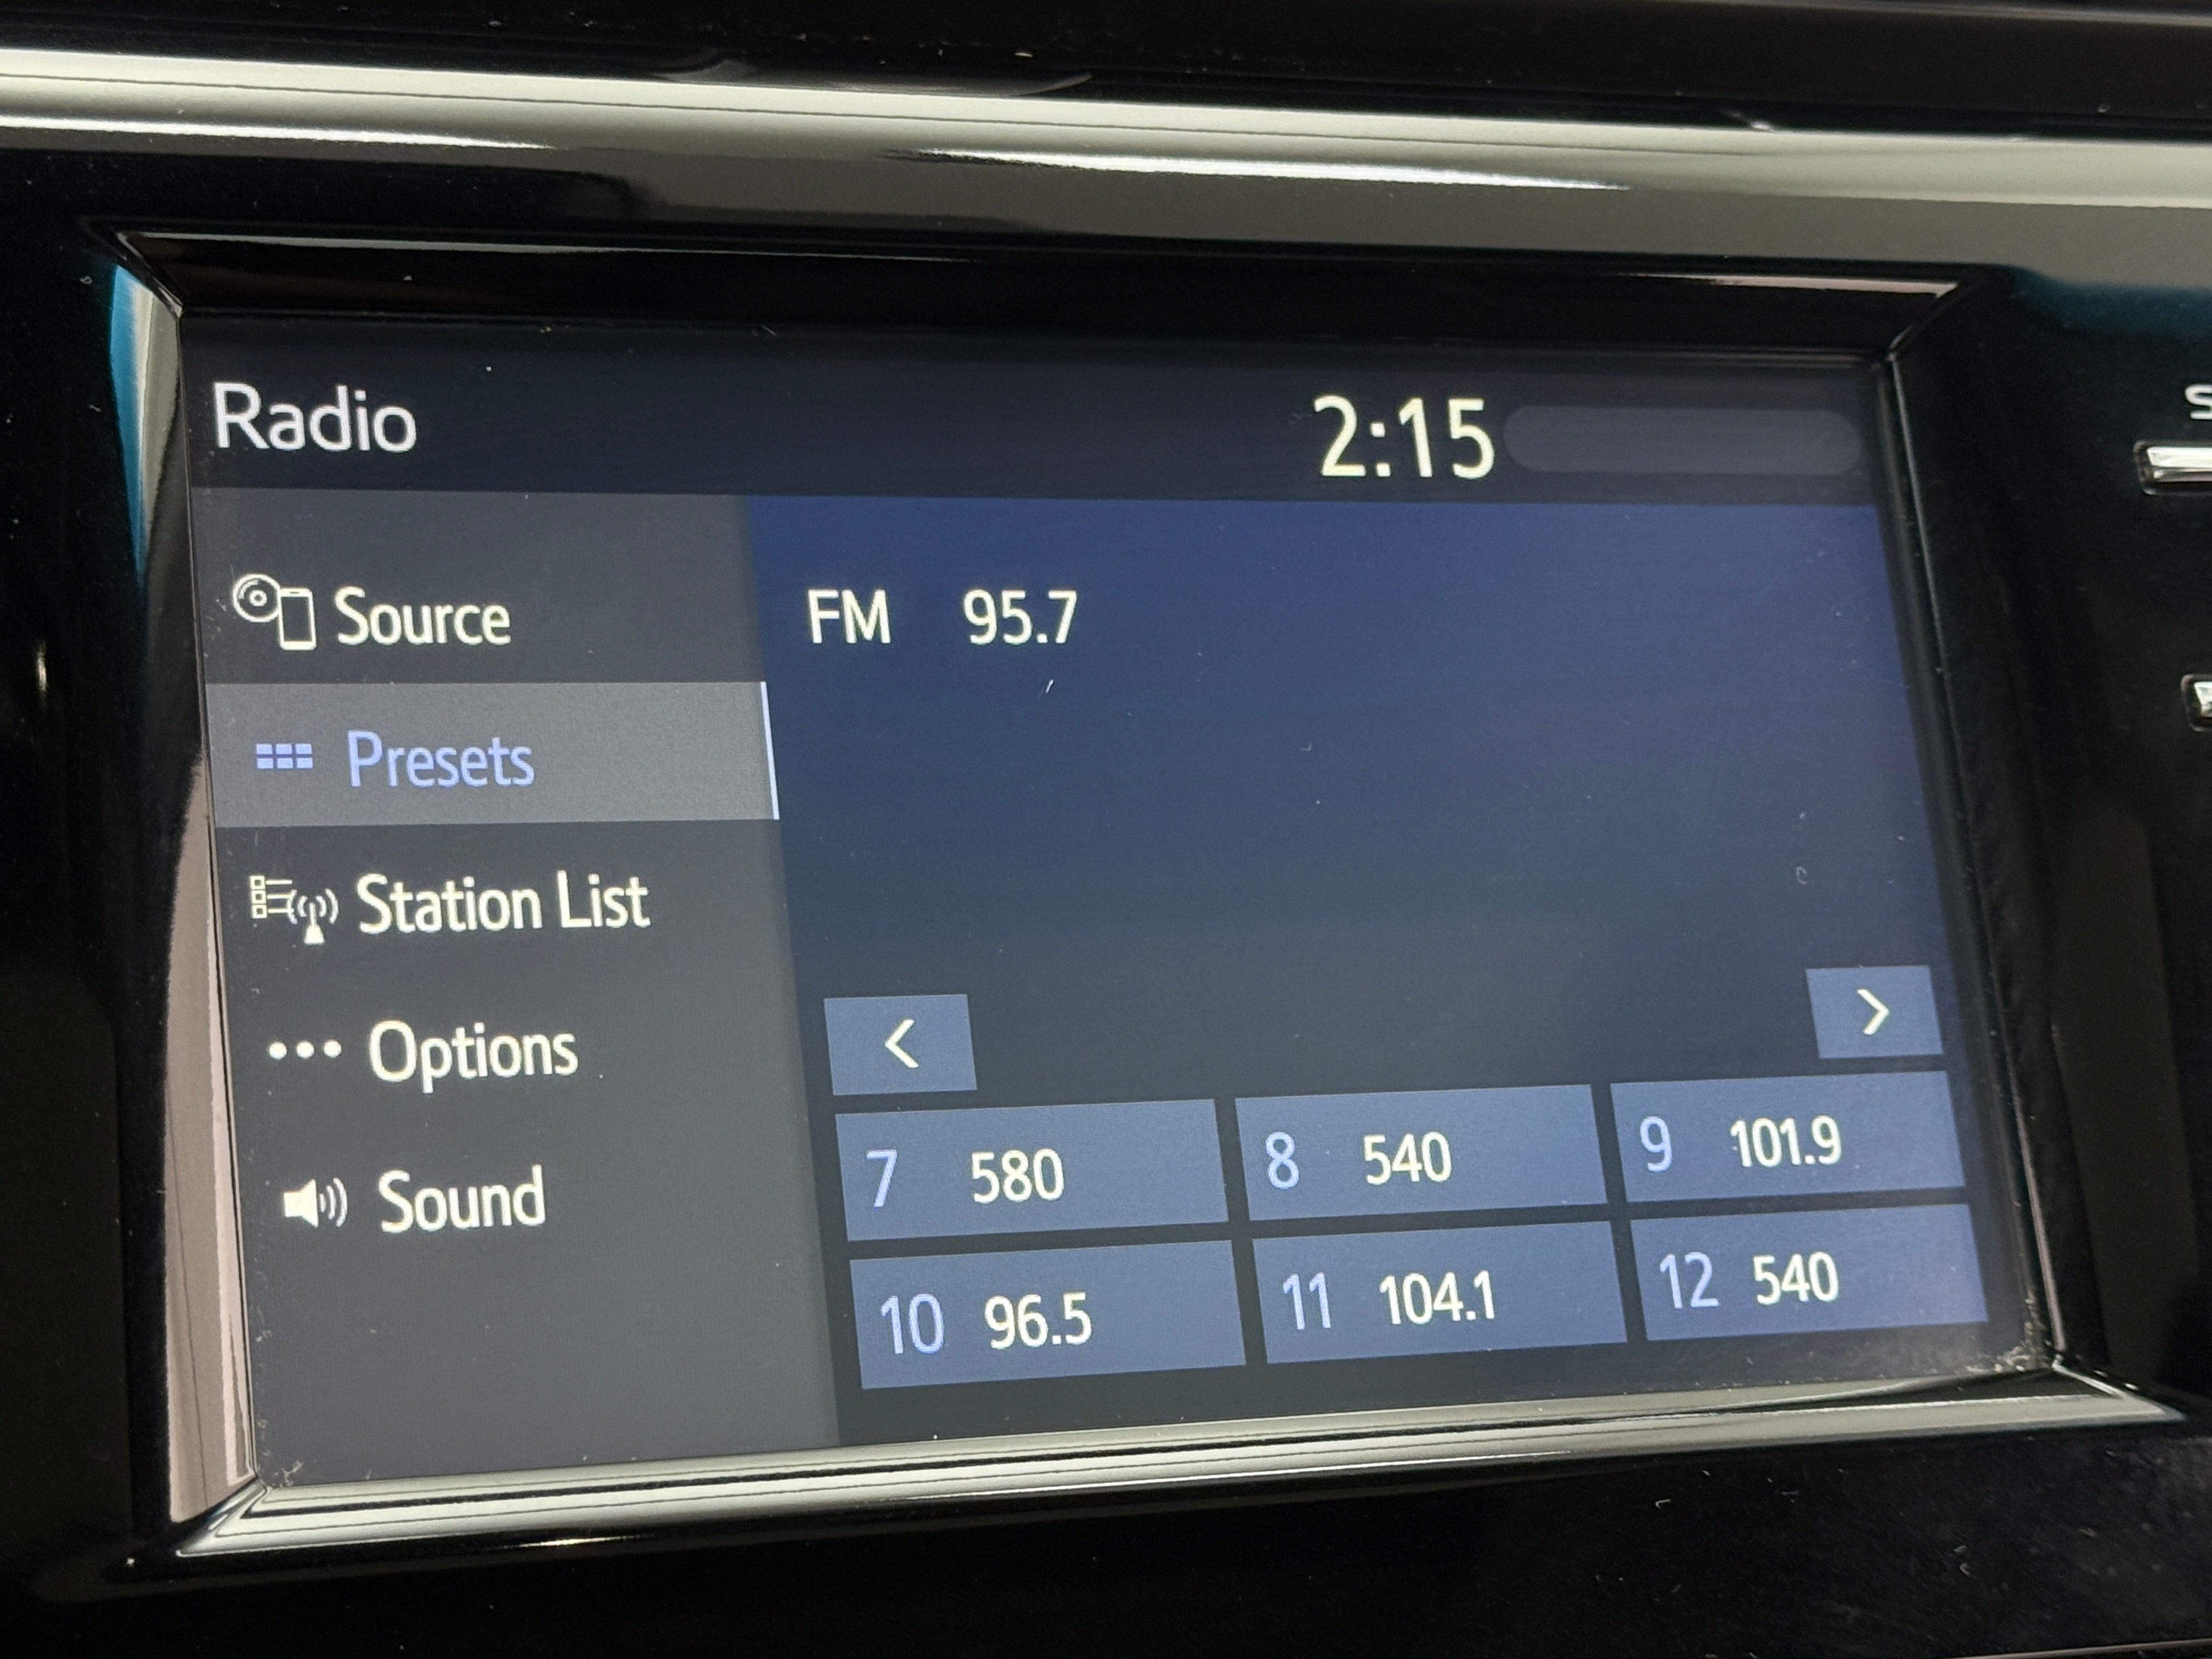 Radio
2:15
Source
Presets
Station List
Options
Sound
FM 95.7
<
>
7 580
8 540
9 101.9
10 96.5
11 104.1
12 540
S